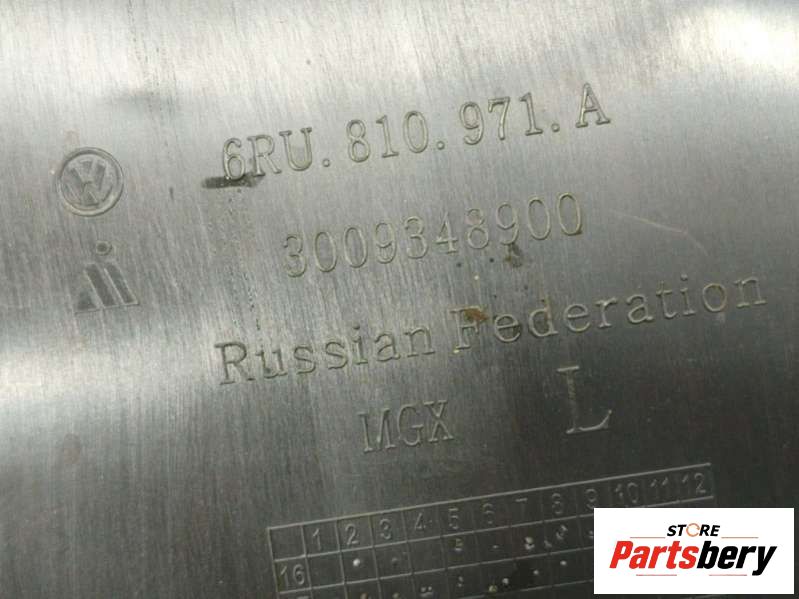 6RU.810.971.A
3009348900
Russian Federation
MGX L
1 2 3 4 5 6 7 8 9 10 11 12
16
STORE
Partsbery